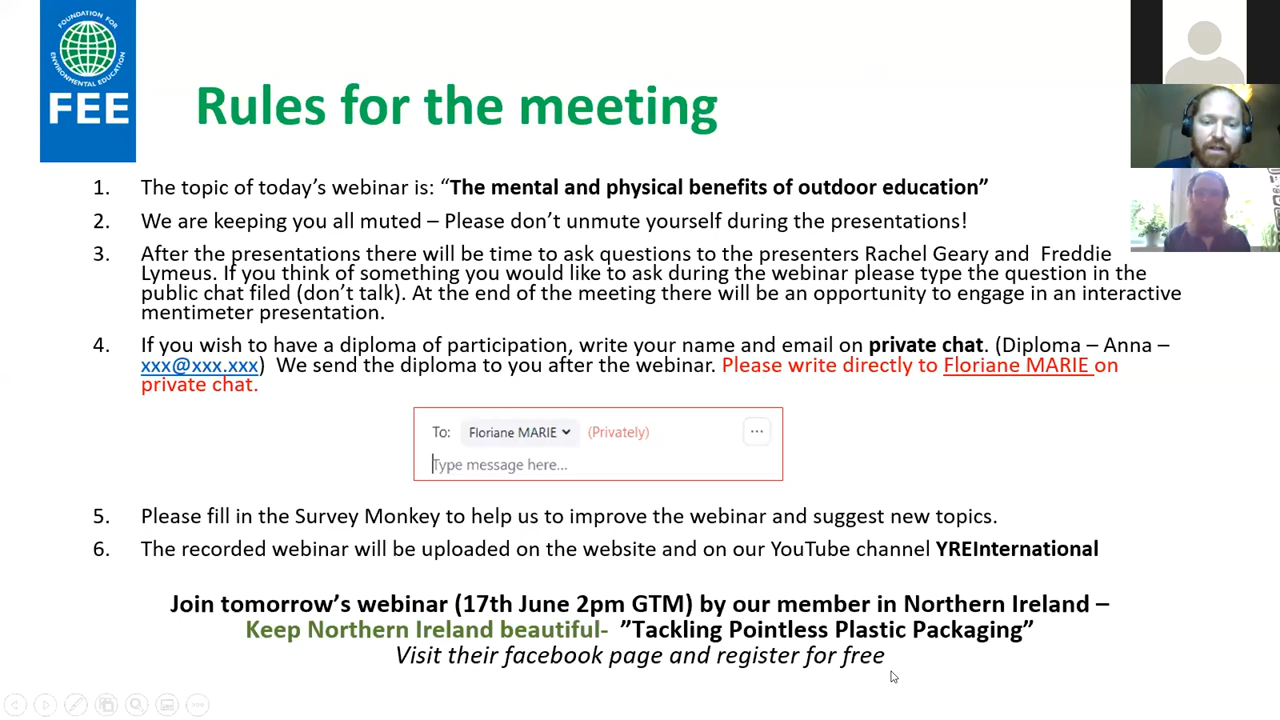 FOUNDATION FOR
ENVIRONMENTAL EDUCATION
FEE
Rules for the meeting
1. The topic of today’s webinar is: “The mental and physical benefits of outdoor education”
2. We are keeping you all muted – Please don’t unmute yourself during the presentations!
3. After the presentations there will be time to ask questions to the presenters Rachel Geary and Freddie
Lymeus. If you think of something you would like to ask during the webinar please type the question in the
public chat filed (don’t talk). At the end of the meeting there will be an opportunity to engage in an interactive
mentimeter presentation.
4. If you wish to have a diploma of participation, write your name and email on private chat. (Diploma – Anna –
xxx@xxx.xxx) We send the diploma to you after the webinar. Please write directly to Floriane MARIE on
private chat.
To: Floriane MARIE (Privately) ...
Type message here...
5. Please fill in the Survey Monkey to help us to improve the webinar and suggest new topics.
6. The recorded webinar will be uploaded on the website and on our YouTube channel YREInternational
Join tomorrow’s webinar (17th June 2pm GTM) by our member in Northern Ireland –
Keep Northern Ireland beautiful- ”Tackling Pointless Plastic Packaging”
Visit their facebook page and register for free